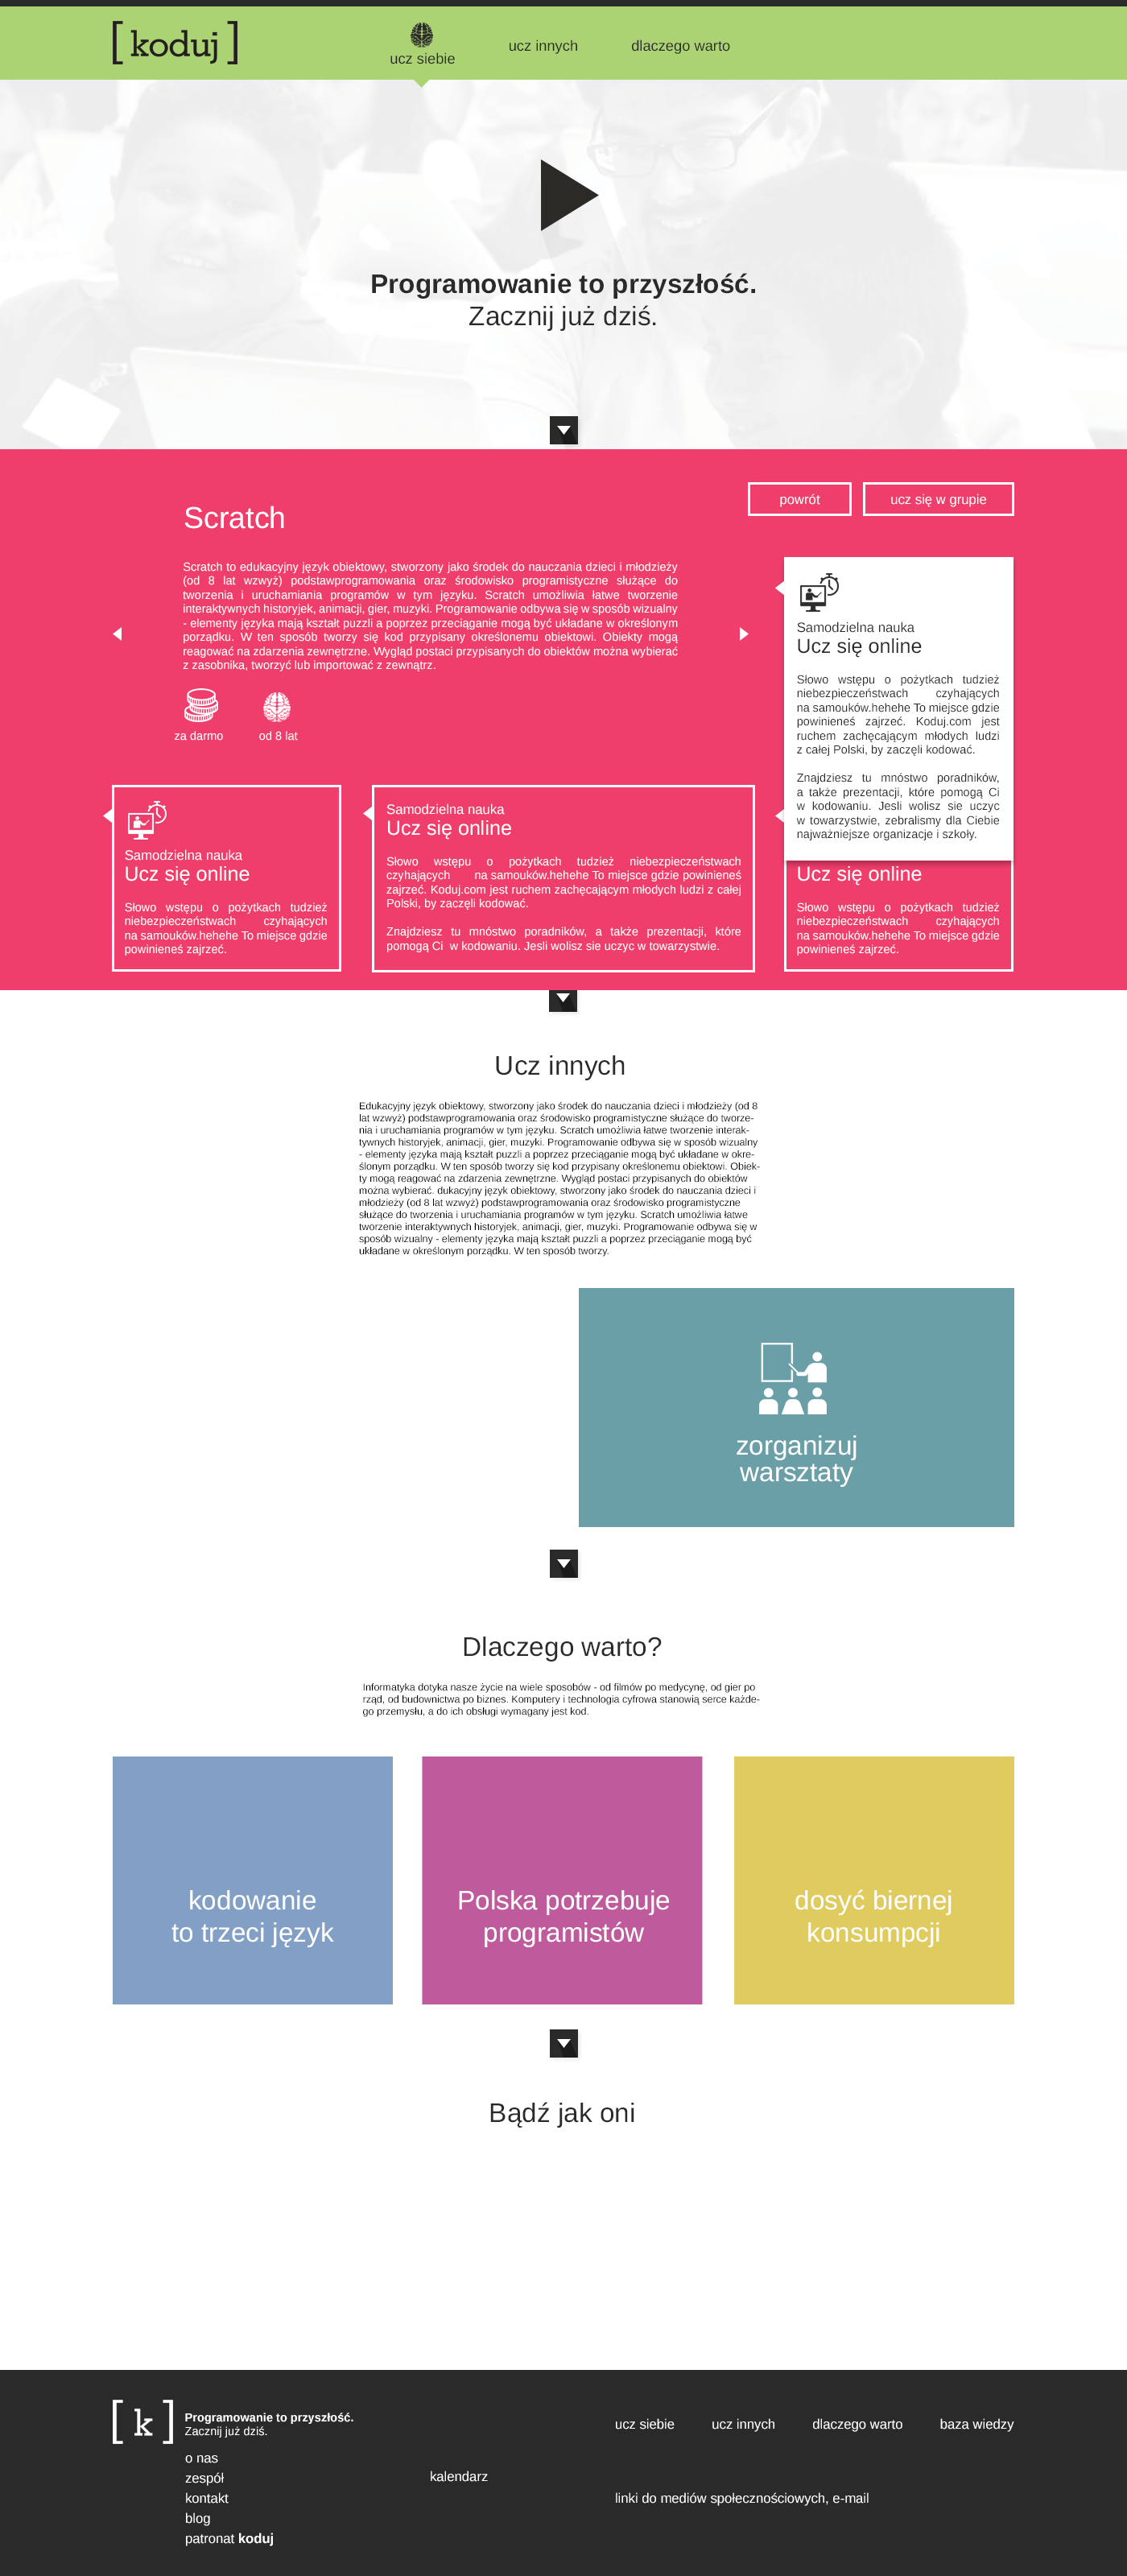 [ koduj ]
ucz siebie
ucz innych
dlaczego warto
Programowanie to przyszłość.
Zacznij już dziś.
powrót
ucz się w grupie
Scratch
Scratch to edukacyjny język obiektowy, stworzony jako środek do nauczania dzieci i młodzieży
(od 8 lat wzwyż) podstawprogramowania oraz środowisko programistyczne służące do
tworzenia i uruchamiania programów w tym języku. Scratch umożliwia łatwe tworzenie
interaktywnych historyjek, animacji, gier, muzyki. Programowanie odbywa się w sposób wizualny
- elementy języka mają kształt puzzli a poprzez przeciąganie mogą być układane w określonym
porządku. W ten sposób tworzy się kod przypisany określonemu obiektowi. Obiekty mogą
reagować na zdarzenia zewnętrzne. Wygląd postaci przypisanych do obiektów można wybierać
z zasobnika, tworzyć lub importować z zewnątrz.
za darmo
od 8 lat
Samodzielna nauka
Ucz się online
Słowo wstępu o pożytkach tudzież
niebezpieczeństwach czyhających
na samouków.hehehe To miejsce gdzie
powinieneś zajrzeć. Koduj.com jest
ruchem zachęcającym młodych ludzi
z całej Polski, by zaczęli kodować.
Znajdziesz tu mnóstwo poradników,
a także prezentacji, które pomogą Ci
w kodowaniu. Jesli wolisz sie uczyc
w towarzystwie, zebralismy dla Ciebie
najważniejsze organizacje i szkoły.
Samodzielna nauka
Ucz się online
Słowo wstępu o pożytkach tudzież
niebezpieczeństwach czyhających
na samouków.hehehe To miejsce gdzie
powinieneś zajrzeć.
Samodzielna nauka
Ucz się online
Słowo wstępu o pożytkach tudzież niebezpieczeństwach
czyhających na samouków.hehehe To miejsce gdzie powinieneś
zajrzeć. Koduj.com jest ruchem zachęcającym młodych ludzi z całej
Polski, by zaczęli kodować.
Znajdziesz tu mnóstwo poradników, a także prezentacji, które
pomogą Ci w kodowaniu. Jesli wolisz sie uczyc w towarzystwie.
Ucz się online
Słowo wstępu o pożytkach tudzież
niebezpieczeństwach czyhających
na samouków.hehehe To miejsce gdzie
powinieneś zajrzeć.
Ucz innych
Edukacyjny język obiektowy, stworzony jako środek do nauczania dzieci i młodzieży (od 8
lat wzwyż) podstawprogramowania oraz środowisko programistyczne służące do tworze-
nia i uruchamiania programów w tym języku. Scratch umożliwia łatwe tworzenie interak-
tywnych historyjek, animacji, gier, muzyki. Programowanie odbywa się w sposób wizualny
- elementy języka mają kształt puzzli a poprzez przeciąganie mogą być układane w okre-
ślonym porządku. W ten sposób tworzy się kod przypisany określonemu obiektowi. Obiek-
ty mogą reagować na zdarzenia zewnętrzne. Wygląd postaci przypisanych do obiektów
można wybierać. dukacyjny język obiektowy, stworzony jako środek do nauczania dzieci i
młodzieży (od 8 lat wzwyż) podstawprogramowania oraz środowisko programistyczne
służące do tworzenia i uruchamiania programów w tym języku. Scratch umożliwia łatwe
tworzenie interaktywnych historyjek, animacji, gier, muzyki. Programowanie odbywa się w
sposób wizualny - elementy języka mają kształt puzzli a poprzez przeciąganie mogą być
układane w określonym porządku. W ten sposób tworzy.
zorganizuj
warsztaty
Dlaczego warto?
Informatyka dotyka nasze życie na wiele sposobów - od filmów po medycynę, od gier po
rząd, od budownictwa po biznes. Komputery i technologia cyfrowa stanowią serce każde-
go przemysłu, a do ich obsługi wymagany jest kod.
kodowanie
to trzeci język
Polska potrzebuje
programistów
dosyć biernej
konsumpcji
Bądź jak oni
[ k ]
Programowanie to przyszłość.
Zacznij już dziś.
ucz siebie
ucz innych
dlaczego warto
baza wiedzy
o nas
zespół
kontakt
blog
patronat koduj
kalendarz
linki do mediów społecznościowych, e-mail